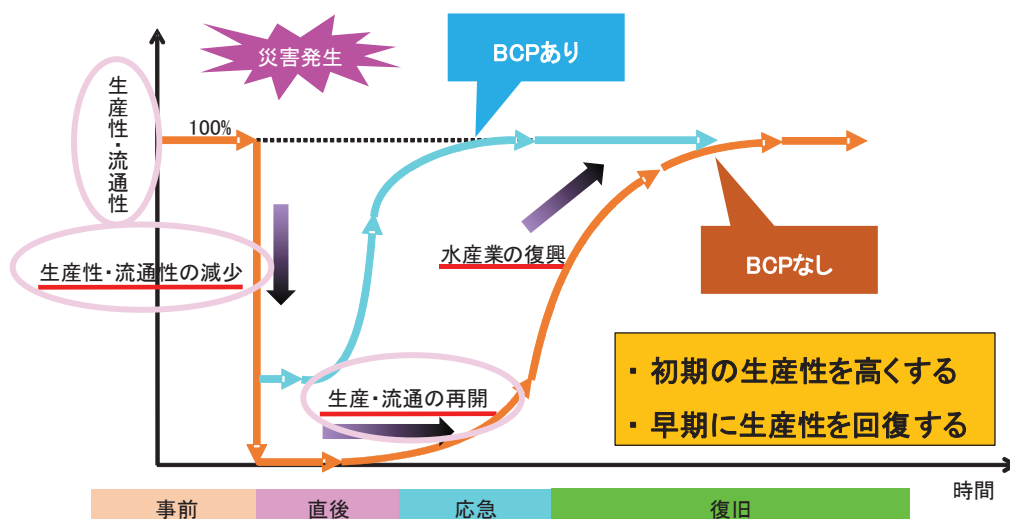 災害発生
BCPあり
生産性・流通性
100%
生産性・流通性の減少
水産業の復興
BCPなし
生産・流通の再開
・初期の生産性を高くする
・早期に生産性を回復する
時間
事前
直後
応急
復旧